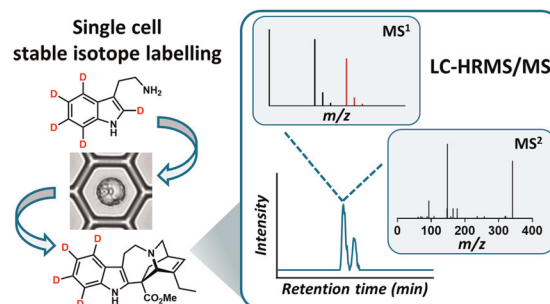 Single cell
stable isotope labelling
D
D
D
D
D
N
H
NH₂
D
D
D
D
N
N
H
CO₂Me
MS¹
m/z
LC-HRMS/MS
MS²
0 100 200 300 400
m/z
Intensity
Retention time (min)